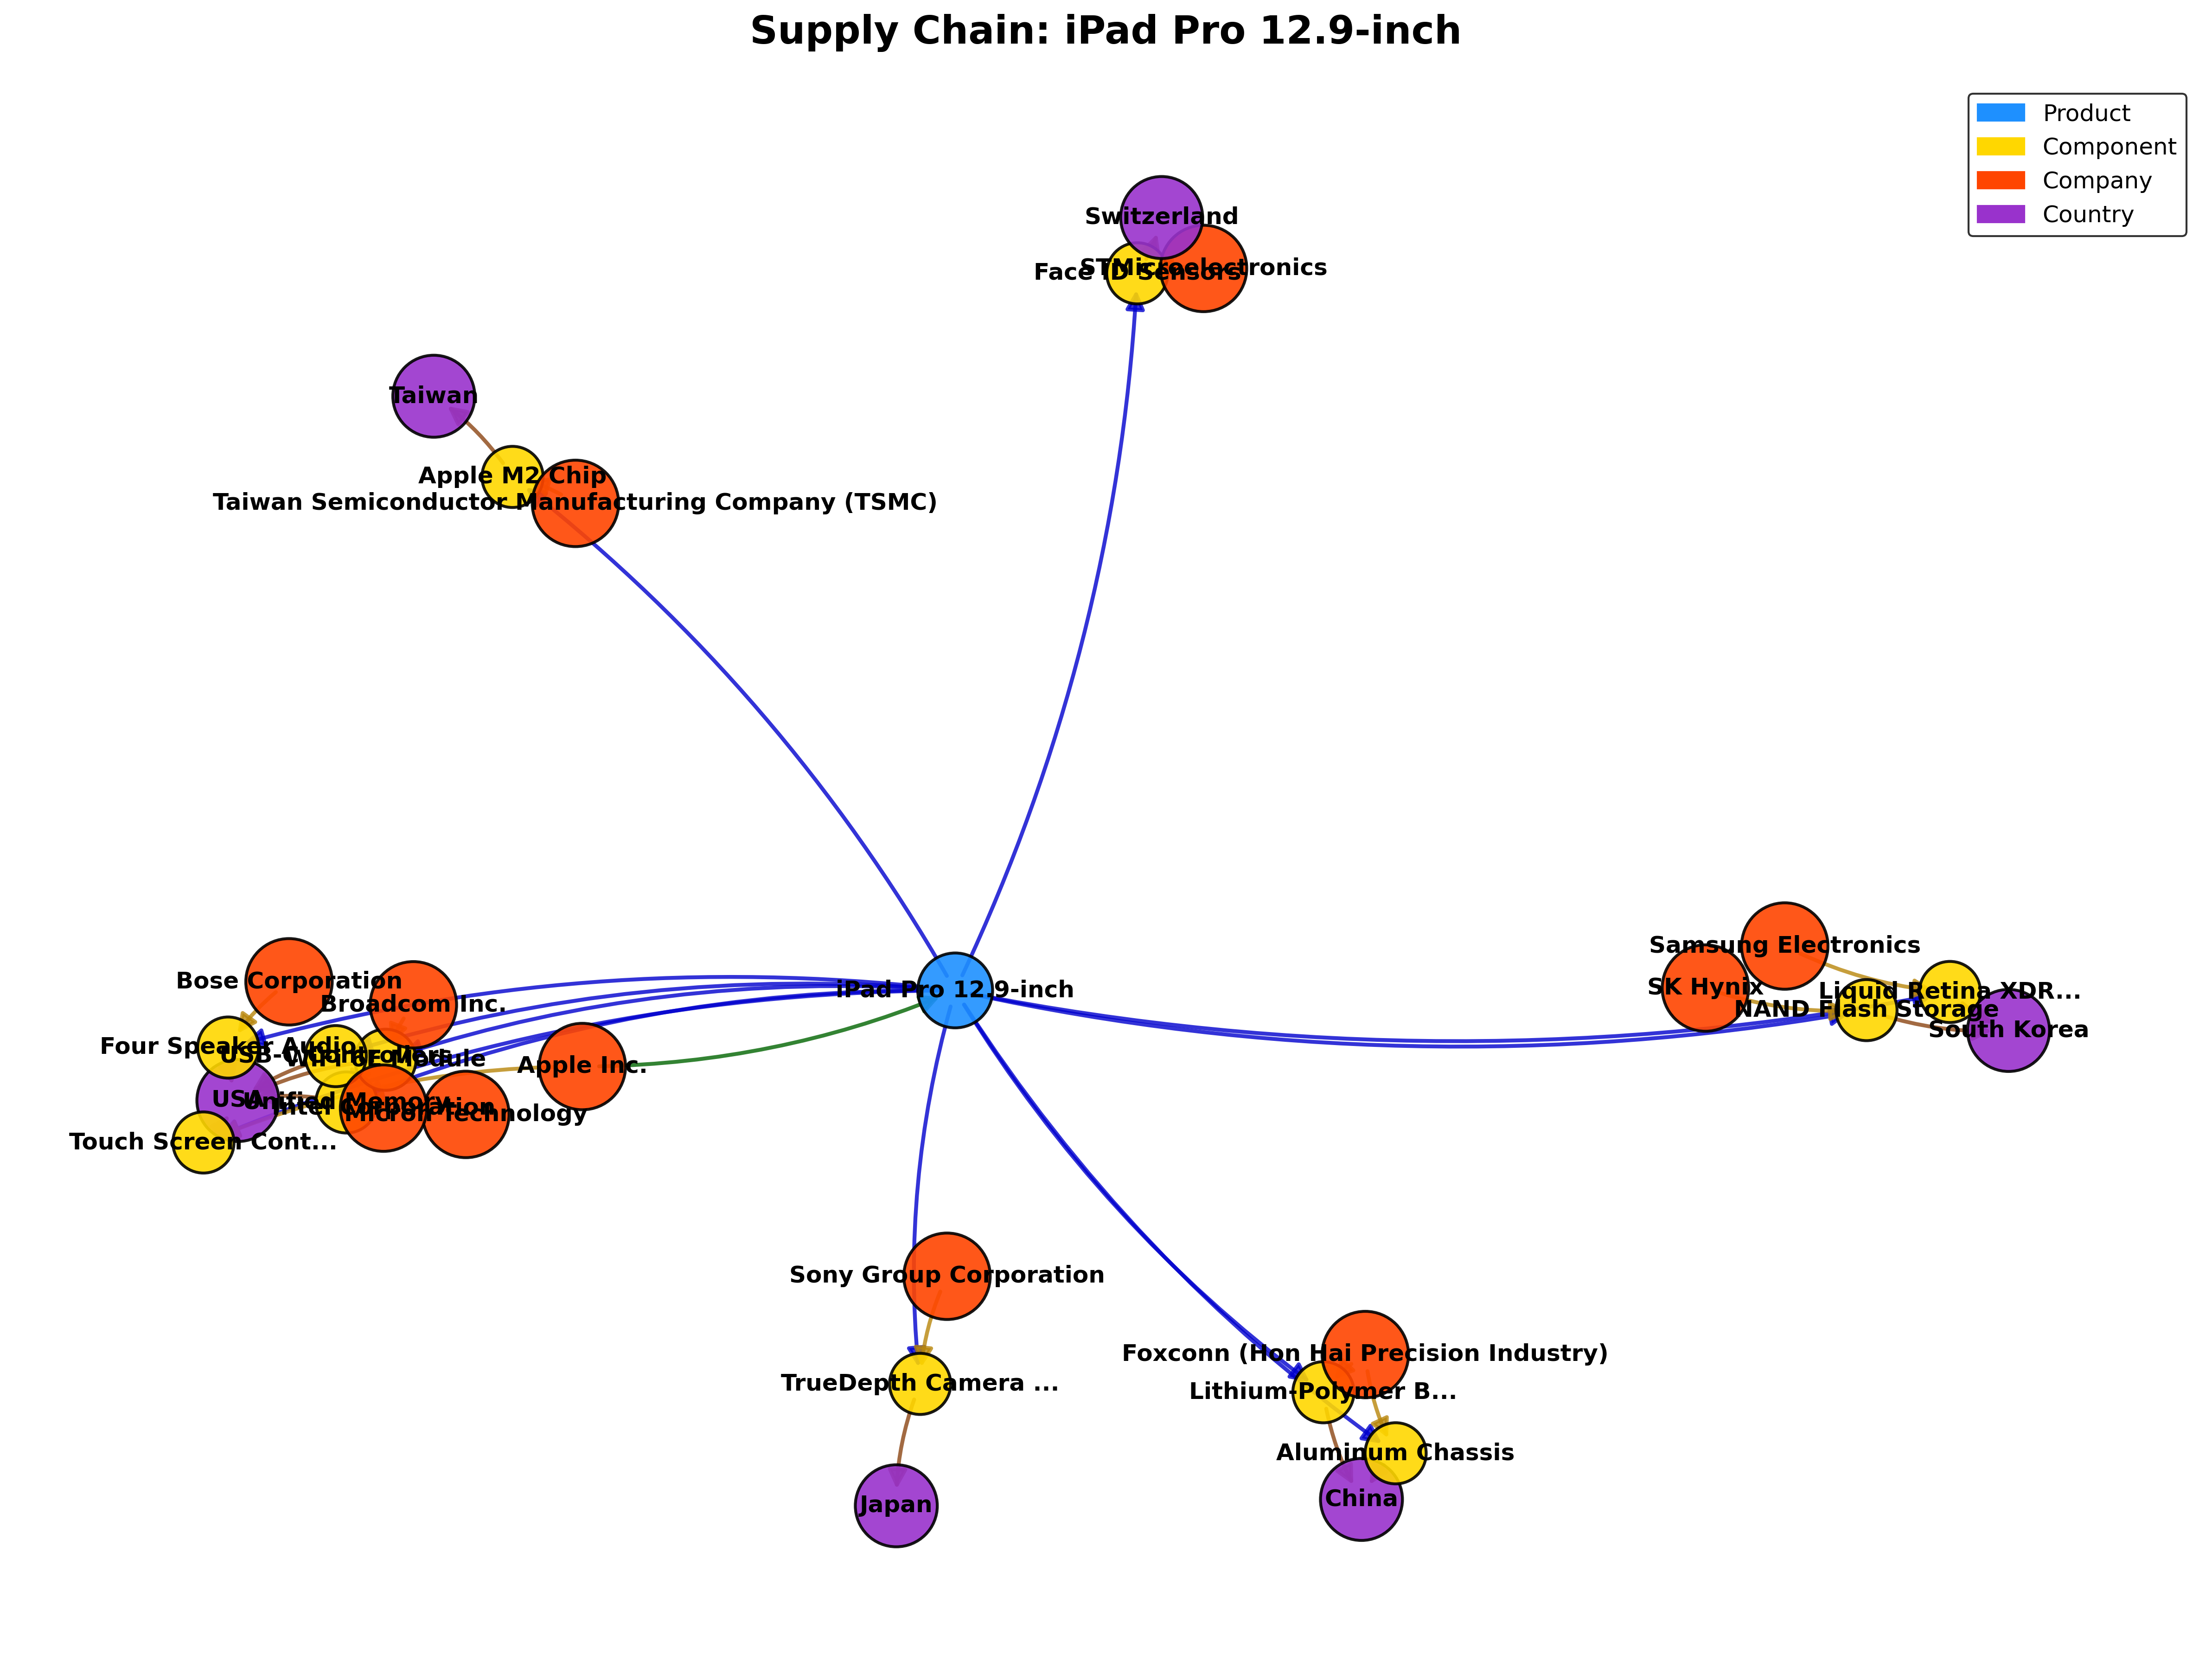 Supply Chain: iPad Pro 12.9-inch
Product
Component
Company
Country
Switzerland
STMicroelectronics
Face ID Sensors
Taiwan
Apple M2 Chip
Taiwan Semiconductor Manufacturing Company (TSMC)
Samsung Electronics
Bose Corporation
SK Hynix
iPad Pro 12.9-inch
Liquid Retina XDR...
Broadcom Inc.
NAND Flash Storage
South Korea
Four Speaker Audio
USB-C Controller
Module
Apple Inc.
USA
Unified Memory
Intel Corporation
Micron Technology
Touch Screen Cont...
Sony Group Corporation
Foxconn (Hon Hai Precision Industry)
TrueDepth Camera ...
Lithium-Polymer B...
Aluminum Chassis
China
Japan